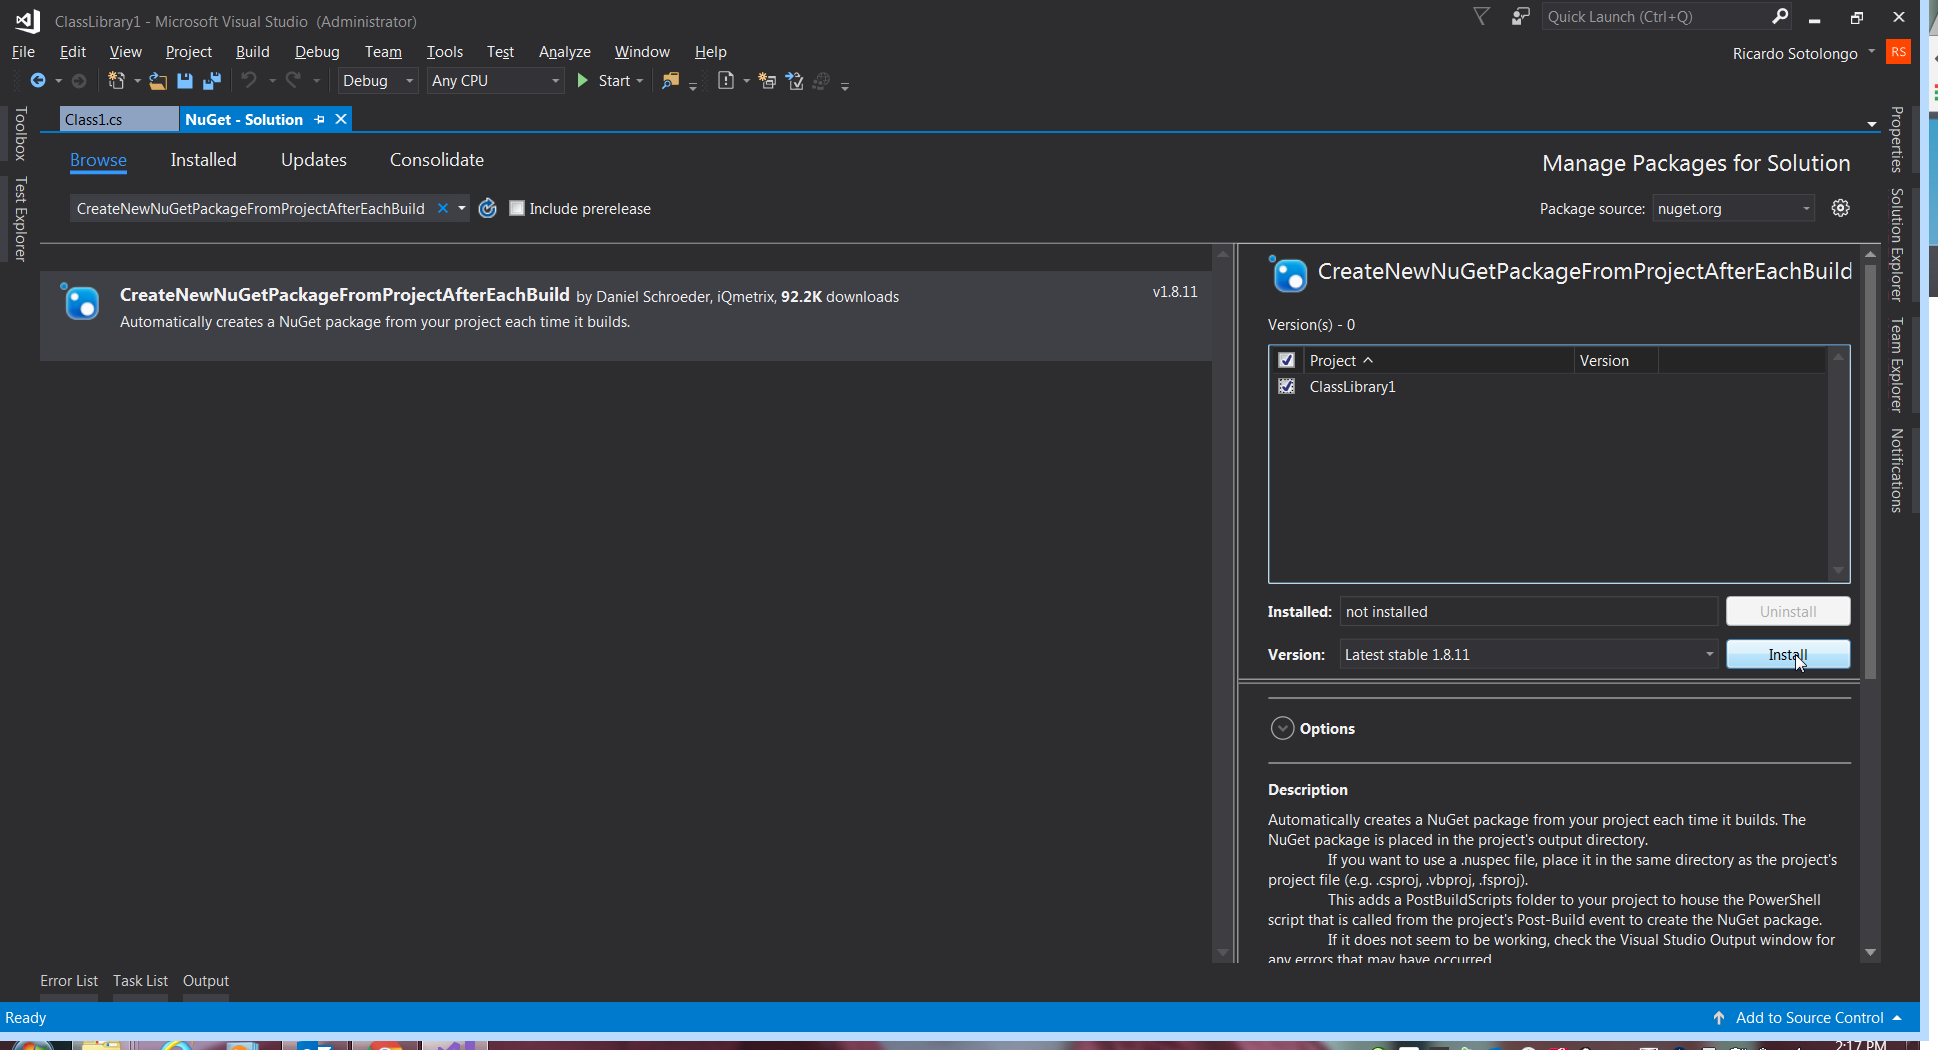 ClassLibrary1 - Microsoft Visual Studio (Administrator)
Quick Launch (Ctrl+Q)
File Edit View Project Build Debug Team Tools Test Analyze Window Help
Ricardo Sotolongo
RS
Debug
Any CPU
Start
Toolbox
Test Explorer
Class1.cs
NuGet - Solution
Browse Installed Updates Consolidate
Manage Packages for Solution
CreateNewNuGetPackageFromProjectAfterEachBuild
Include prerelease
Package source: nuget.org
CreateNewNuGetPackageFromProjectAfterEachBuild by Daniel Schroeder, iQmetrix, 92.2K downloads
v1.8.11
Automatically creates a NuGet package from your project each time it builds.
CreateNewNuGetPackageFromProjectAfterEachBuild
Version(s) - 0
Project Version
ClassLibrary1
Installed: not installed
Uninstall
Version: Latest stable 1.8.11
Install
Options
Description
Automatically creates a NuGet package from your project each time it builds. The
NuGet package is placed in the project's output directory.
If you want to use a .nuspec file, place it in the same directory as the project's
project file (e.g. .csproj, .vbproj, .fsproj).
This adds a PostBuildScripts folder to your project to house the PowerShell
script that is called from the project's Post-Build event to create the NuGet package.
If it does not seem to be working, check the Visual Studio Output window for
any errors that may have occurred
Properties
Solution Explorer
Team Explorer
Notifications
Error List Task List Output
Ready
Add to Source Control
2:17 PM